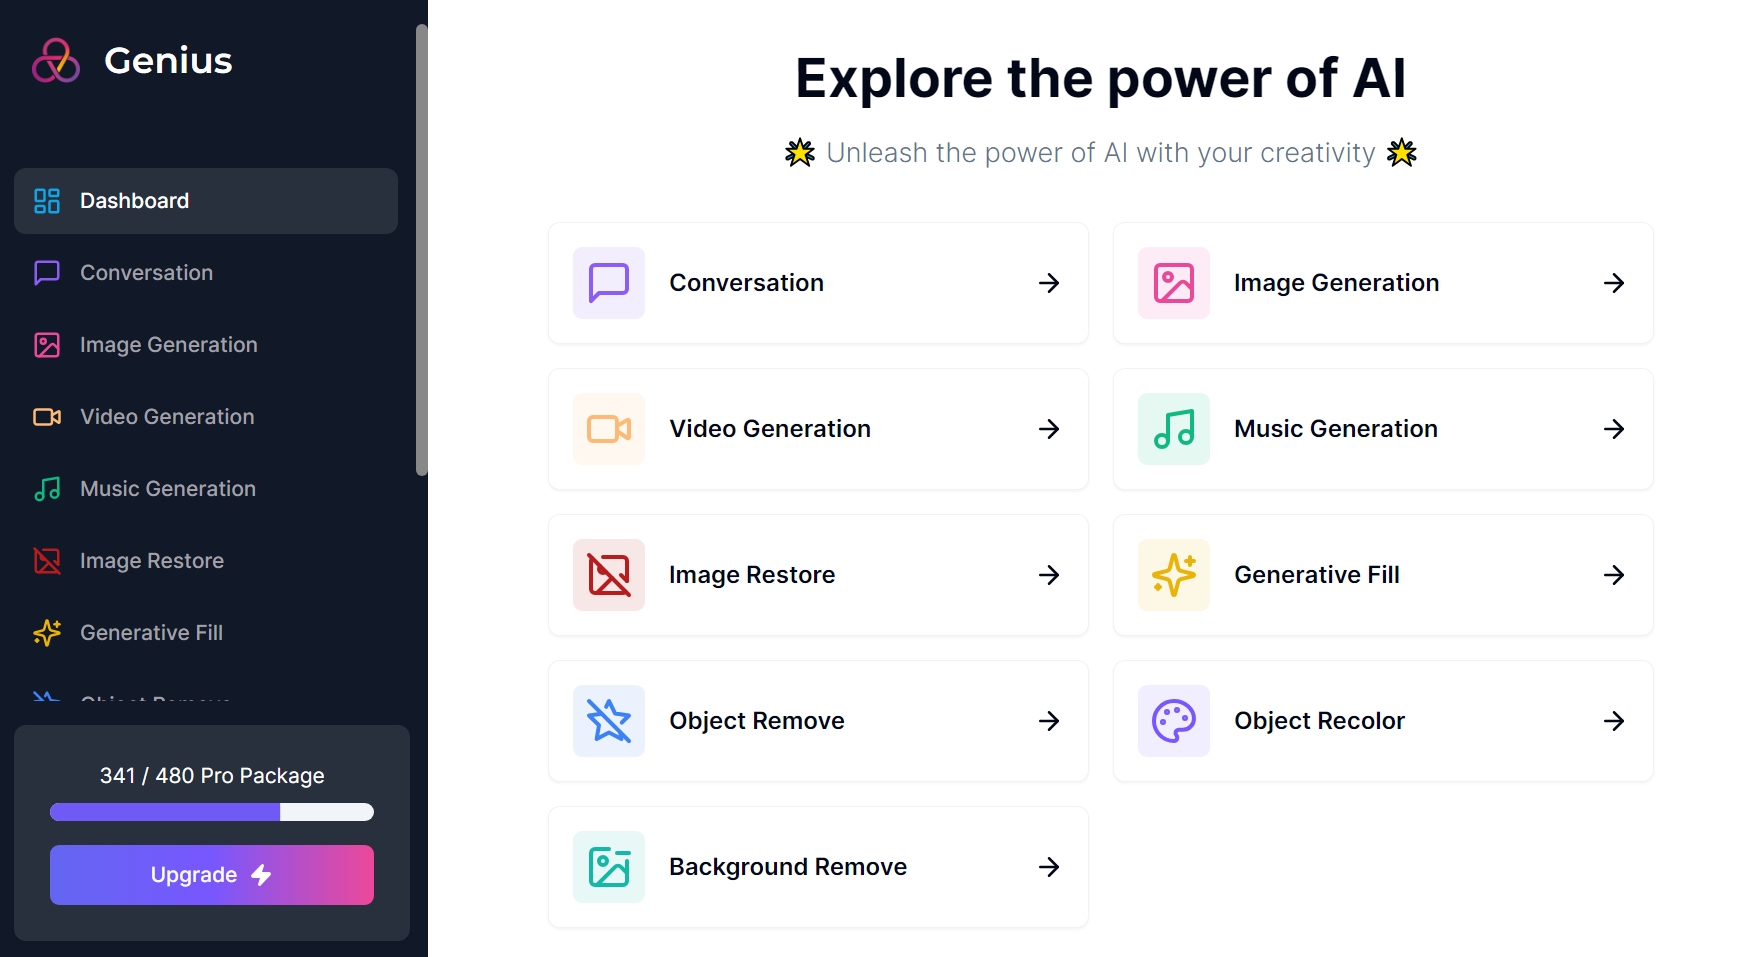 Genius
Dashboard
Conversation
Image Generation
Video Generation
Music Generation
Image Restore
Generative Fill
Object Remove
341 / 480 Pro Package
Upgrade
Explore the power of AI
Unleash the power of AI with your creativity
Conversation
Image Generation
Video Generation
Music Generation
Image Restore
Generative Fill
Object Remove
Object Recolor
Background Remove